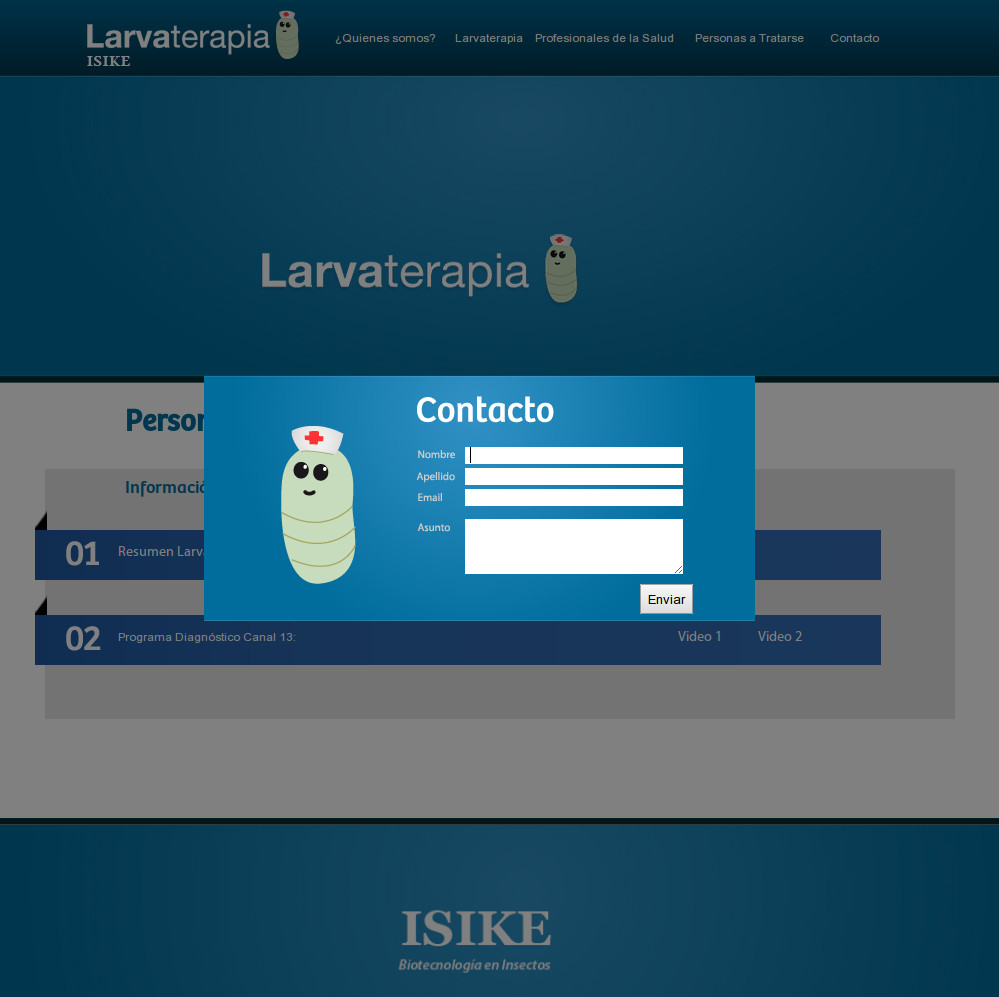 Larvaterapia
ISIKE
¿Quienes somos? Larvaterapia Profesionales de la Salud Personas a Tratarse Contacto
Larvaterapia
Contacto
Nombre
Apellido
Email
Asunto
Enviar
Person
Informació
01 Resumen Larva
02 Programa Diagnóstico Canal 13: Video 1 Video 2
ISIKE
Biotecnología en Insectos